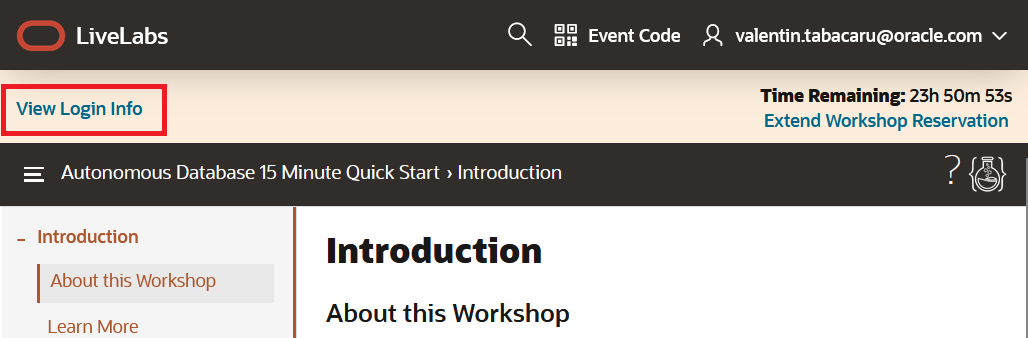 LiveLabs
Event Code
valentin.tabacaru@oracle.com
View Login Info
Time Remaining: 23h 50m 53s
Extend Workshop Reservation
Autonomous Database 15 Minute Quick Start › Introduction
?
– Introduction
About this Workshop
Learn More
Introduction
About this Workshop